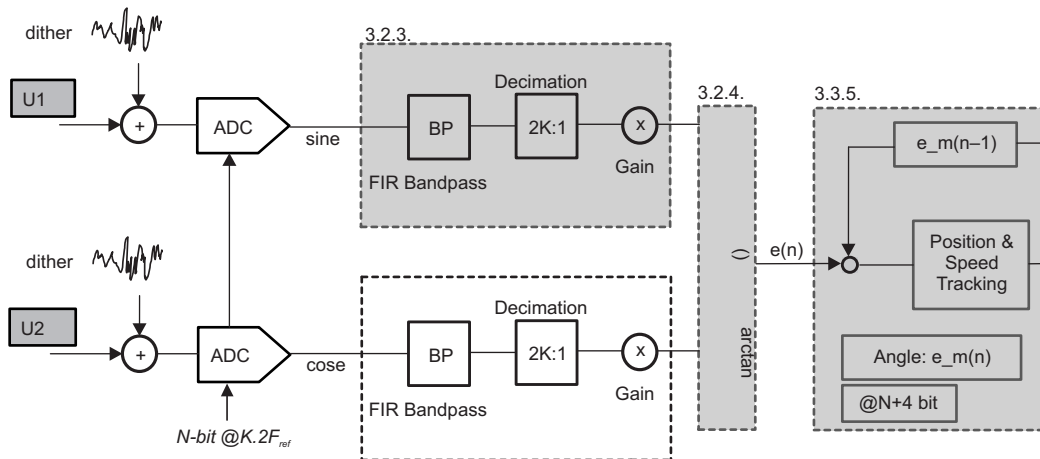 dither
U1
+
ADC
sine
3.2.3.
BP
FIR Bandpass
Decimation
2K:1
x
Gain
3.2.4.
arctan
()
e(n)
3.3.5.
e_m(n–1)
Position &
Speed
Tracking
Angle: e_m(n)
@N+4 bit
dither
U2
+
ADC
cose
BP
FIR Bandpass
Decimation
2K:1
x
Gain
N-bit @K.2Fref